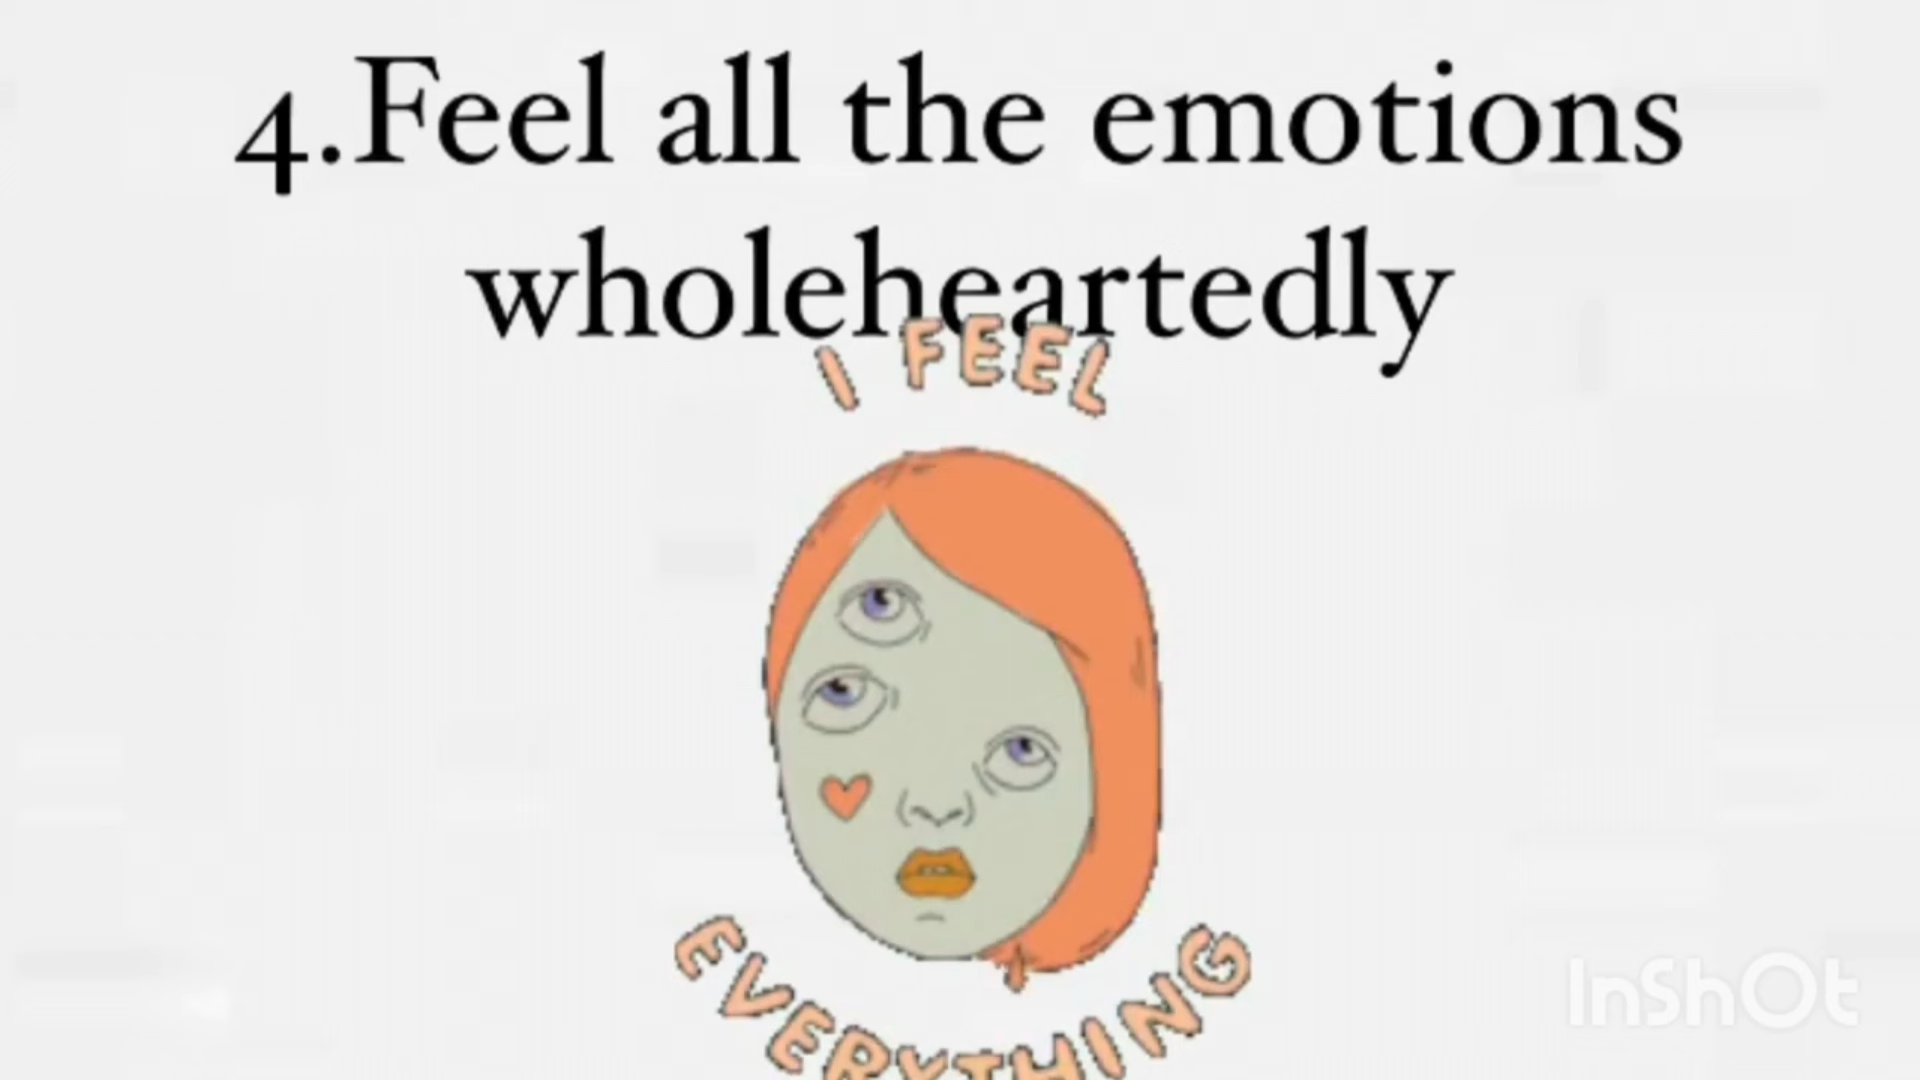 4.Feel all the emotions
wholeheartedly
I FEEL
EVERYTHING
InShOt